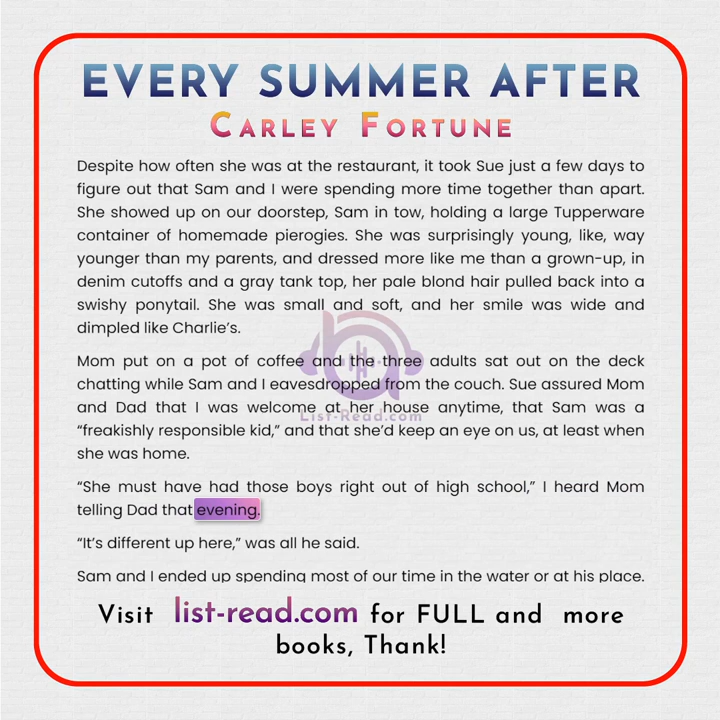 EVERY SUMMER AFTER
CARLEY FORTUNE
Despite how often she was at the restaurant, it took Sue just a few days to
figure out that Sam and I were spending more time together than apart.
She showed up on our doorstep, Sam in tow, holding a large Tupperware
container of homemade pierogies. She was surprisingly young, like, way
younger than my parents, and dressed more like me than a grown-up, in
denim cutoffs and a gray tank top, her pale blond hair pulled back into a
swishy ponytail. She was small and soft, and her smile was wide and
dimpled like Charlie’s.
Mom put on a pot of coffee and the three adults sat out on the deck
chatting while Sam and I eavesdropped from the couch. Sue assured Mom
and Dad that I was welcome at her house anytime, that Sam was a
List-Read.com
“freakishly responsible kid,” and that she’d keep an eye on us, at least when
she was home.
“She must have had those boys right out of high school,” I heard Mom
telling Dad that evening.
“It’s different up here,” was all he said.
Sam and I ended up spending most of our time in the water or at his place.
Visit list-read.com for FULL and more
books, Thank!